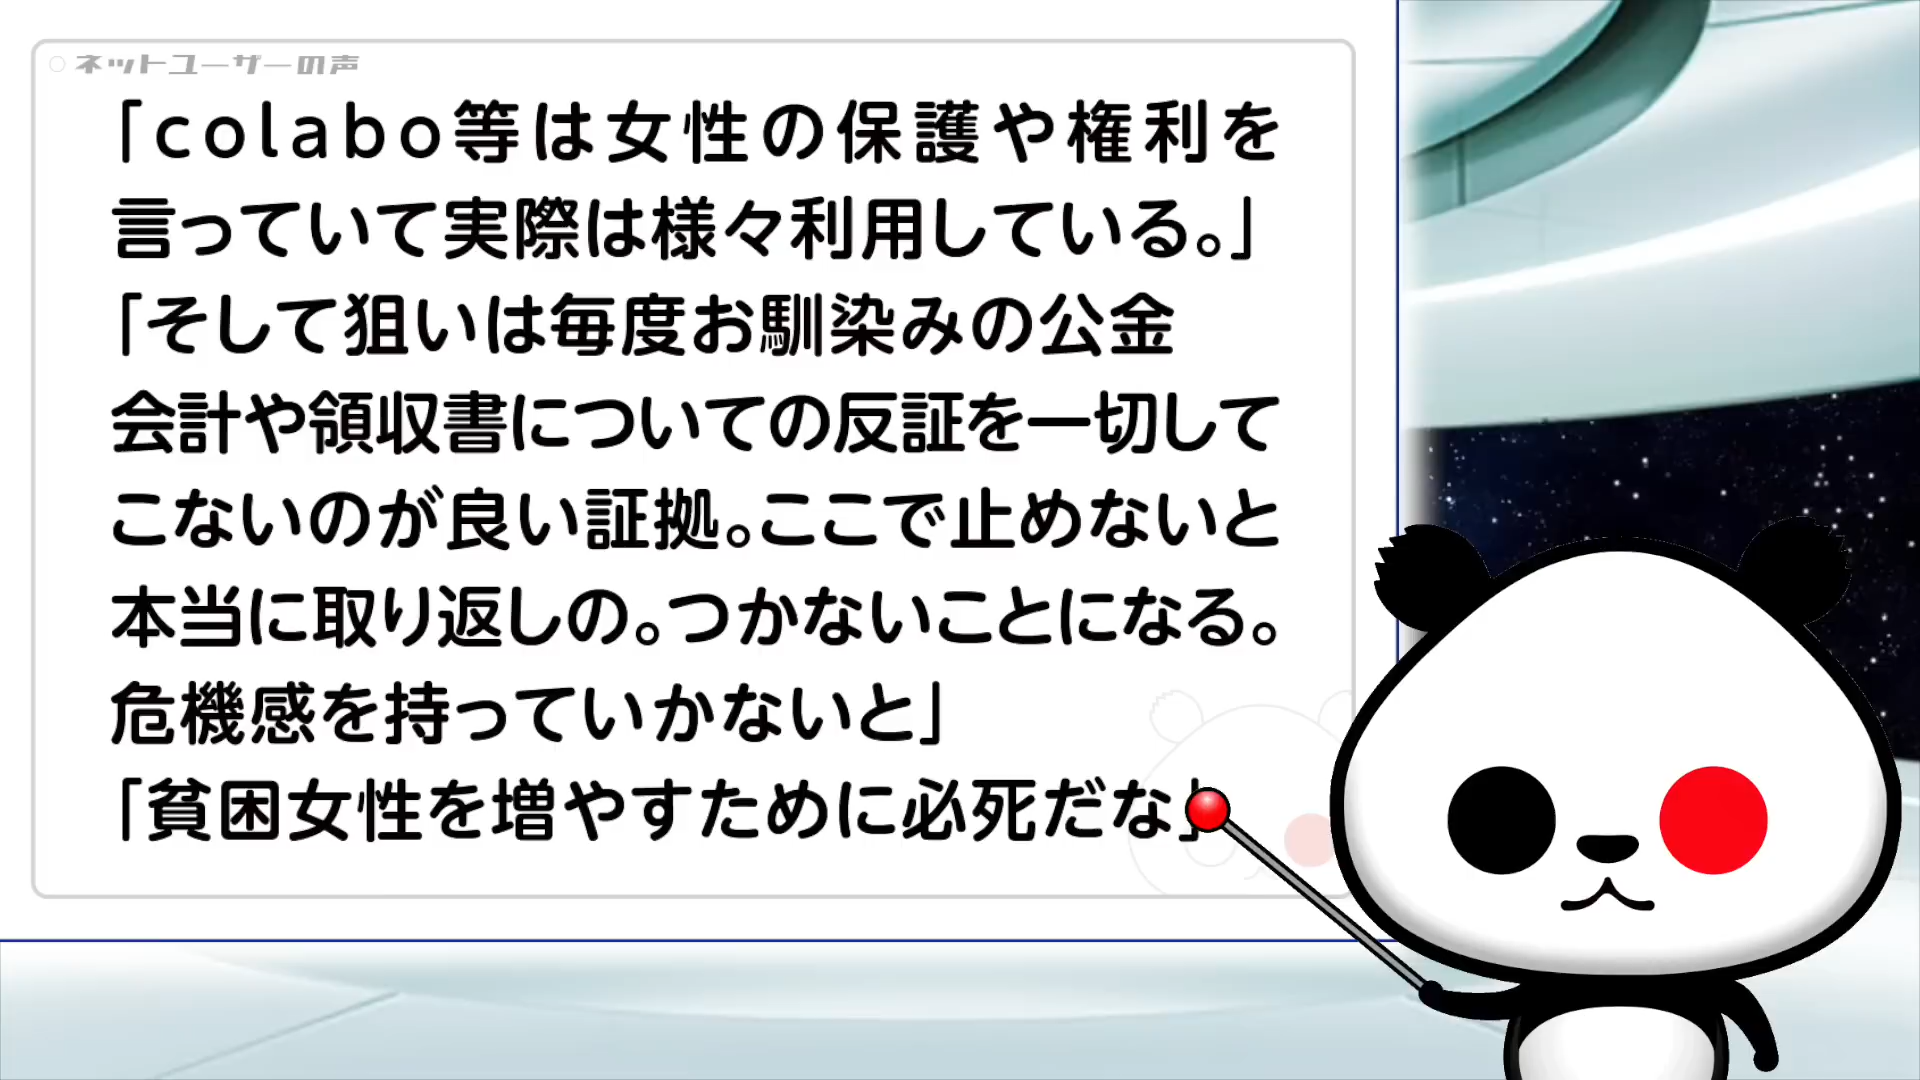 ネットユーザーの声
「colabo等は女性の保護や権利を
言っていて実際は様々利用している。」
「そして狙いは毎度お馴染みの公金
会計や領収書についての反証を一切して
こないのが良い証拠。ここで止めないと
本当に取り返しの。つかないことになる。
危機感を持っていかないと」
「貧困女性を増やすために必死だな」